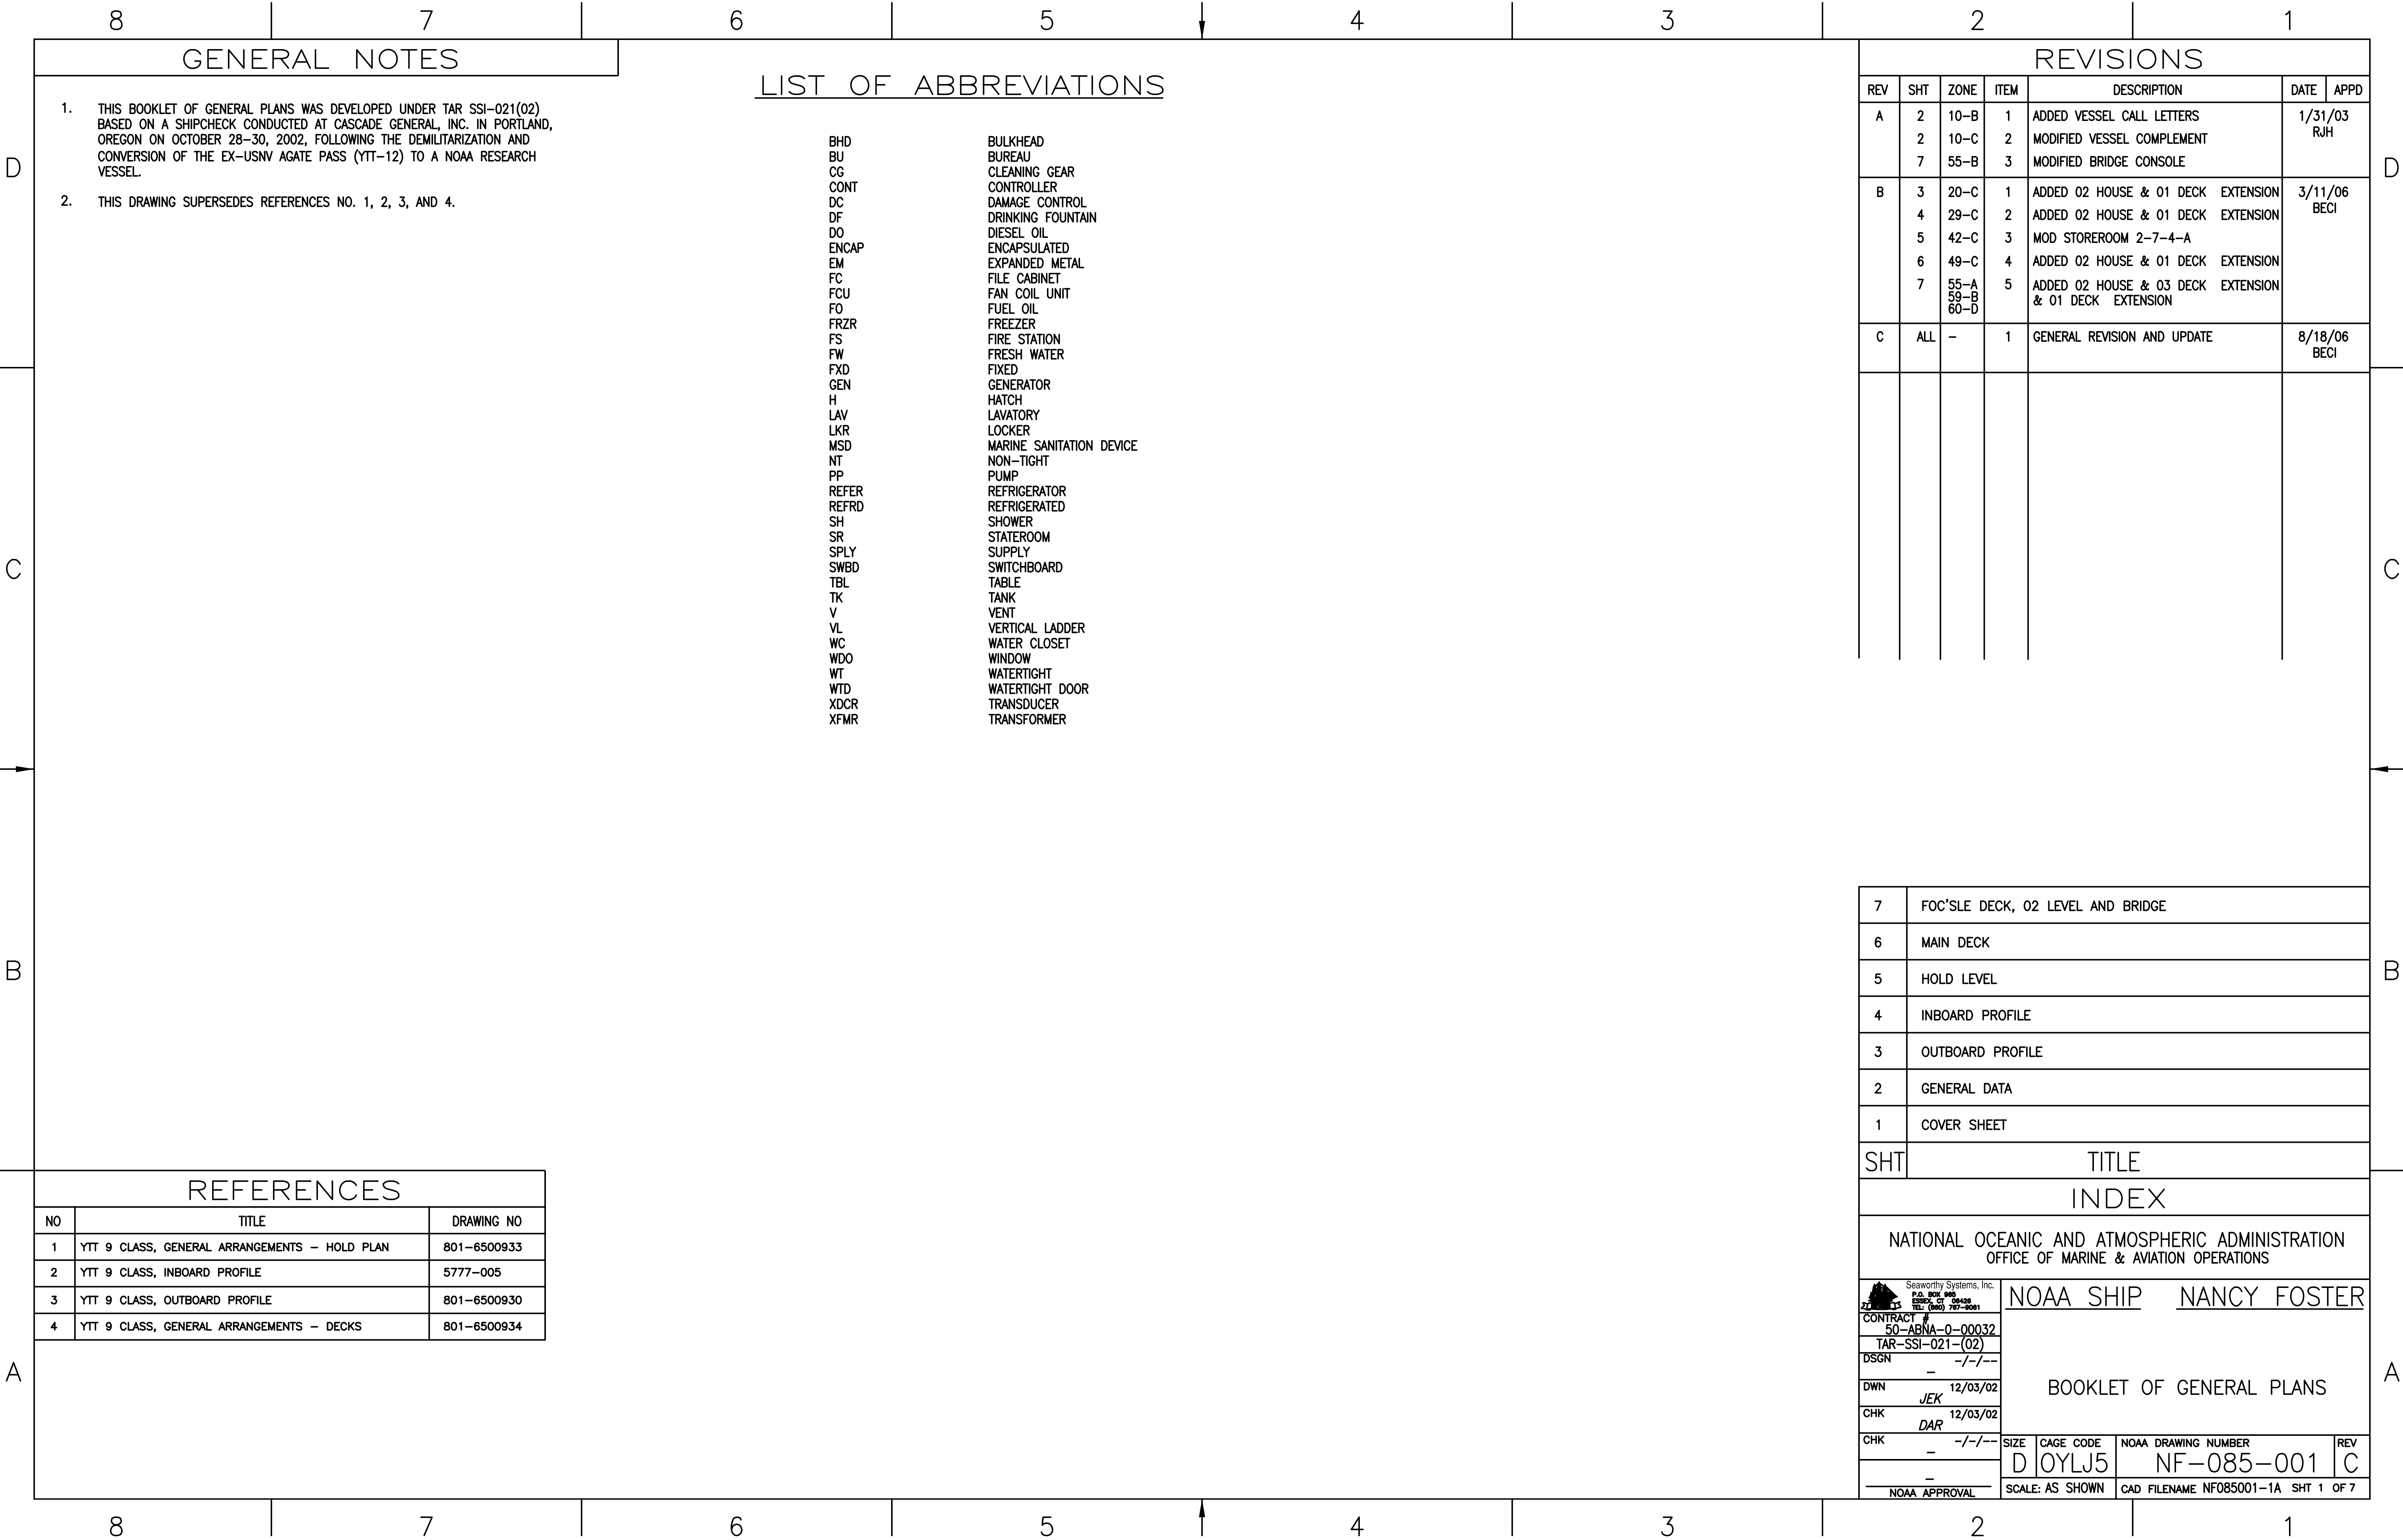 8 7 6 5 4 3 2 1
GENERAL NOTES
1. THIS BOOKLET OF GENERAL PLANS WAS DEVELOPED UNDER TAR SSI-021(02)
BASED ON A SHIPCHECK CONDUCTED AT CASCADE GENERAL, INC. IN PORTLAND,
OREGON ON OCTOBER 28-30, 2002, FOLLOWING THE DEMILITARIZATION AND
CONVERSION OF THE EX-USNV AGATE PASS (YTT-12) TO A NOAA RESEARCH
VESSEL.
2. THIS DRAWING SUPERSEDES REFERENCES NO. 1, 2, 3, AND 4.
LIST OF ABBREVIATIONS
BHD BULKHEAD
BU BUREAU
CG CLEANING GEAR
CONT CONTROLLER
DC DAMAGE CONTROL
DF DRINKING FOUNTAIN
DO DIESEL OIL
ENCAP ENCAPSULATED
EM EXPANDED METAL
FC FILE CABINET
FCU FAN COIL UNIT
FO FUEL OIL
FRZR FREEZER
FS FIRE STATION
FW FRESH WATER
FXD FIXED
GEN GENERATOR
H HATCH
LAV LAVATORY
LKR LOCKER
MSD MARINE SANITATION DEVICE
NT NON-TIGHT
PP PUMP
REFER REFRIGERATOR
REFRD REFRIGERATED
SH SHOWER
SR STATEROOM
SPLY SUPPLY
SWBD SWITCHBOARD
TBL TABLE
TK TANK
V VENT
VL VERTICAL LADDER
WC WATER CLOSET
WDO WINDOW
WT WATERTIGHT
WTD WATERTIGHT DOOR
XDCR TRANSDUCER
XFMR TRANSFORMER
REVISIONS
REV SHT ZONE ITEM DESCRIPTION DATE APPD
A 2 10-B 1 ADDED VESSEL CALL LETTERS 1/31/03
RJH
2 10-C 2 MODIFIED VESSEL COMPLEMENT
7 55-B 3 MODIFIED BRIDGE CONSOLE
B 3 20-C 1 ADDED 02 HOUSE & 01 DECK EXTENSION 3/11/06
BECI
4 29-C 2 ADDED 02 HOUSE & 01 DECK EXTENSION
5 42-C 3 MOD STOREROOM 2-7-4-A
6 49-C 4 ADDED 02 HOUSE & 01 DECK EXTENSION
7 55-A 5 ADDED 02 HOUSE & 03 DECK EXTENSION
59-B & 01 DECK EXTENSION
60-D
C ALL - 1 GENERAL REVISION AND UPDATE 8/18/06
BECI
D D
C C
B B
A A
7 FOC'SLE DECK, 02 LEVEL AND BRIDGE
6 MAIN DECK
5 HOLD LEVEL
4 INBOARD PROFILE
3 OUTBOARD PROFILE
2 GENERAL DATA
1 COVER SHEET
SHT TITLE
INDEX
REFERENCES
NO TITLE DRAWING NO
1 YTT 9 CLASS, GENERAL ARRANGEMENTS - HOLD PLAN 801-6500933
2 YTT 9 CLASS, INBOARD PROFILE 5777-005
3 YTT 9 CLASS, OUTBOARD PROFILE 801-6500930
4 YTT 9 CLASS, GENERAL ARRANGEMENTS - DECKS 801-6500934
NATIONAL OCEANIC AND ATMOSPHERIC ADMINISTRATION
OFFICE OF MARINE & AVIATION OPERATIONS
Seaworthy Systems, Inc.
P.O. BOX 965
ESSEX, CT 06426
TEL: (860) 767-9061
CONTRACT #
50-ABNA-0-00032
TAR-SSI-021-(02)
DSGN -/-/--
-
DWN 12/03/02
JEK
CHK 12/03/02
DAR
CHK -/-/--
-
-
NOAA APPROVAL
NOAA SHIP NANCY FOSTER
BOOKLET OF GENERAL PLANS
SIZE CAGE CODE NOAA DRAWING NUMBER REV
D 0YLJ5 NF-085-001 C
SCALE: AS SHOWN CAD FILENAME NF085001-1A SHT 1 OF 7
8 7 6 5 4 3 2 1